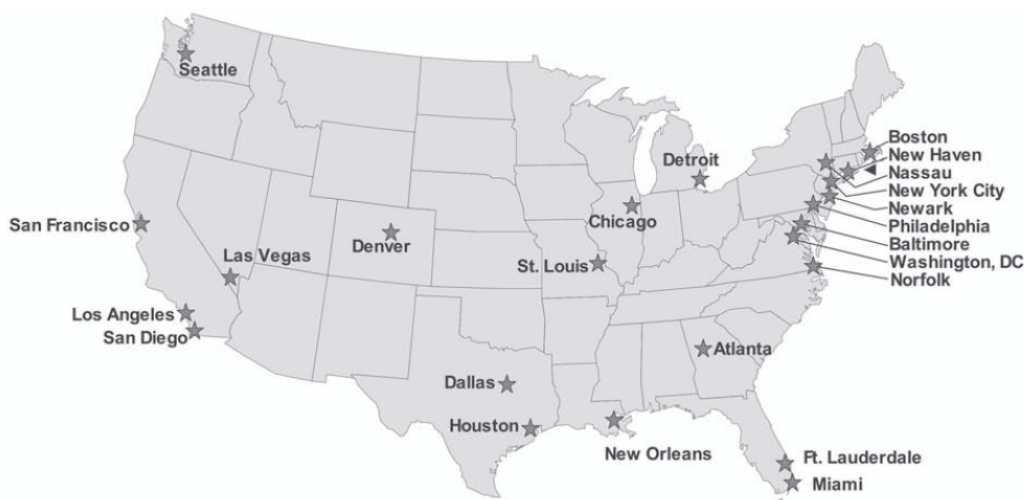 Seattle
Boston
New Haven
Detroit
Nassau
New York City
Newark
Chicago
San Francisco
Philadelphia
Denver
Baltimore
Las Vegas
Washington, DC
St. Louis
Norfolk
Los Angeles
San Diego
Atlanta
Dallas
Houston
New Orleans
Ft. Lauderdale
Miami